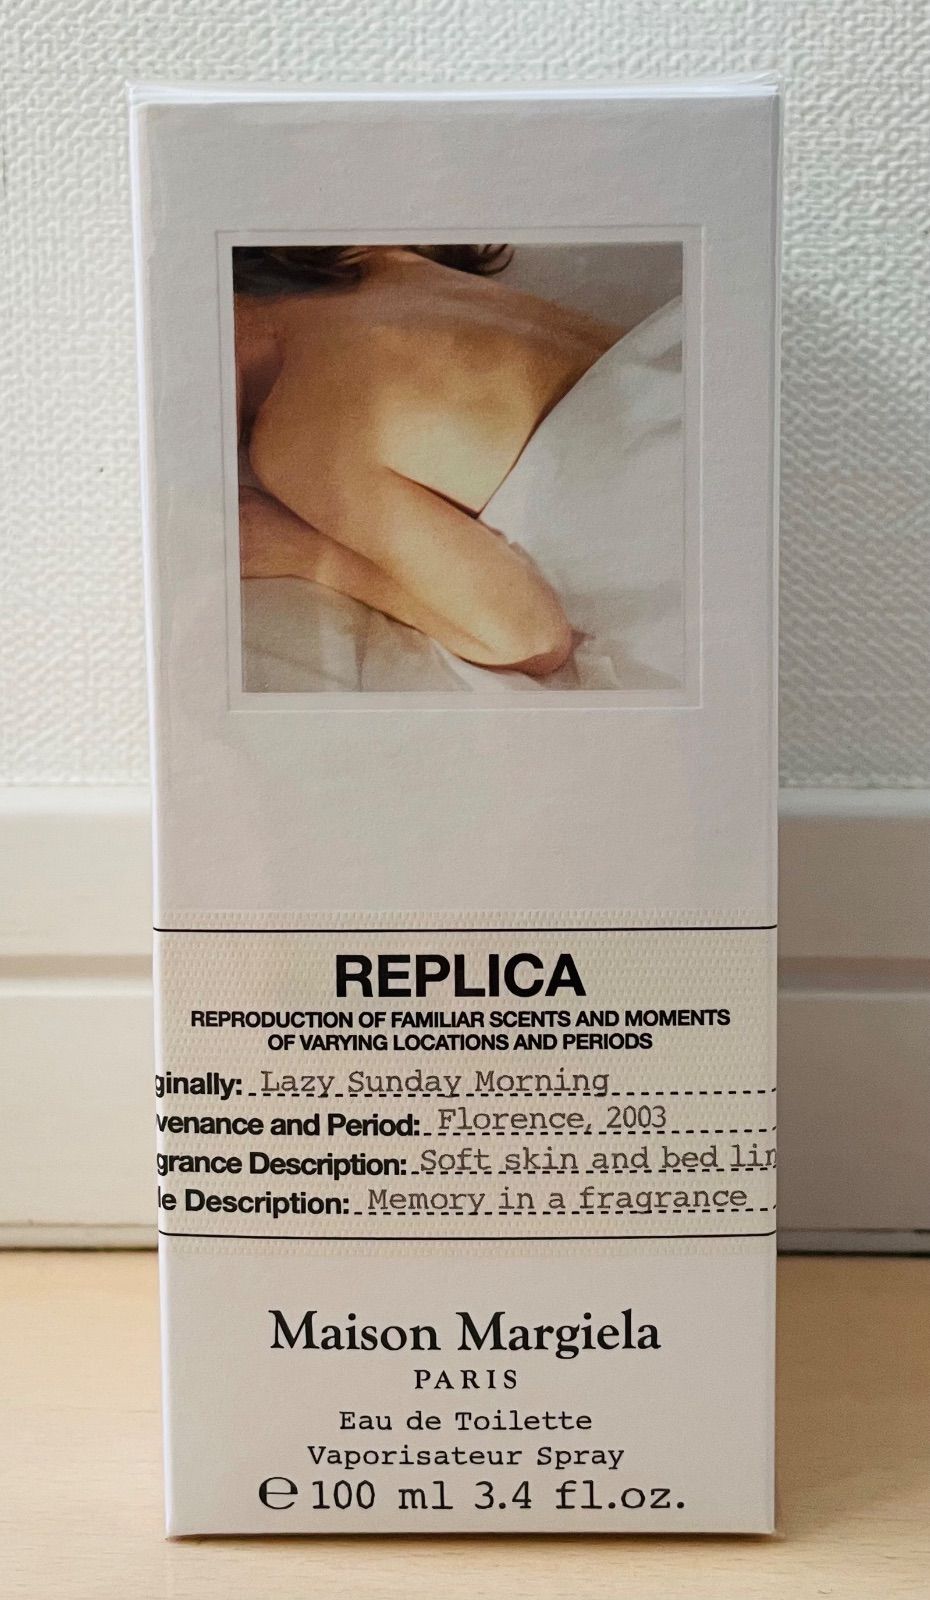 REPLICA
REPRODUCTION OF FAMILIAR SCENTS AND MOMENTS
OF VARYING LOCATIONS AND PERIODS
ginally: Lazy Sunday Morning
venance and Period: Florence, 2003
grance Description: Soft skin and bed lin
le Description: Memory in a fragrance
Maison Margiela
PARIS
Eau de Toilette
Vaporisateur Spray
℮ 100 ml 3.4 fl.oz.